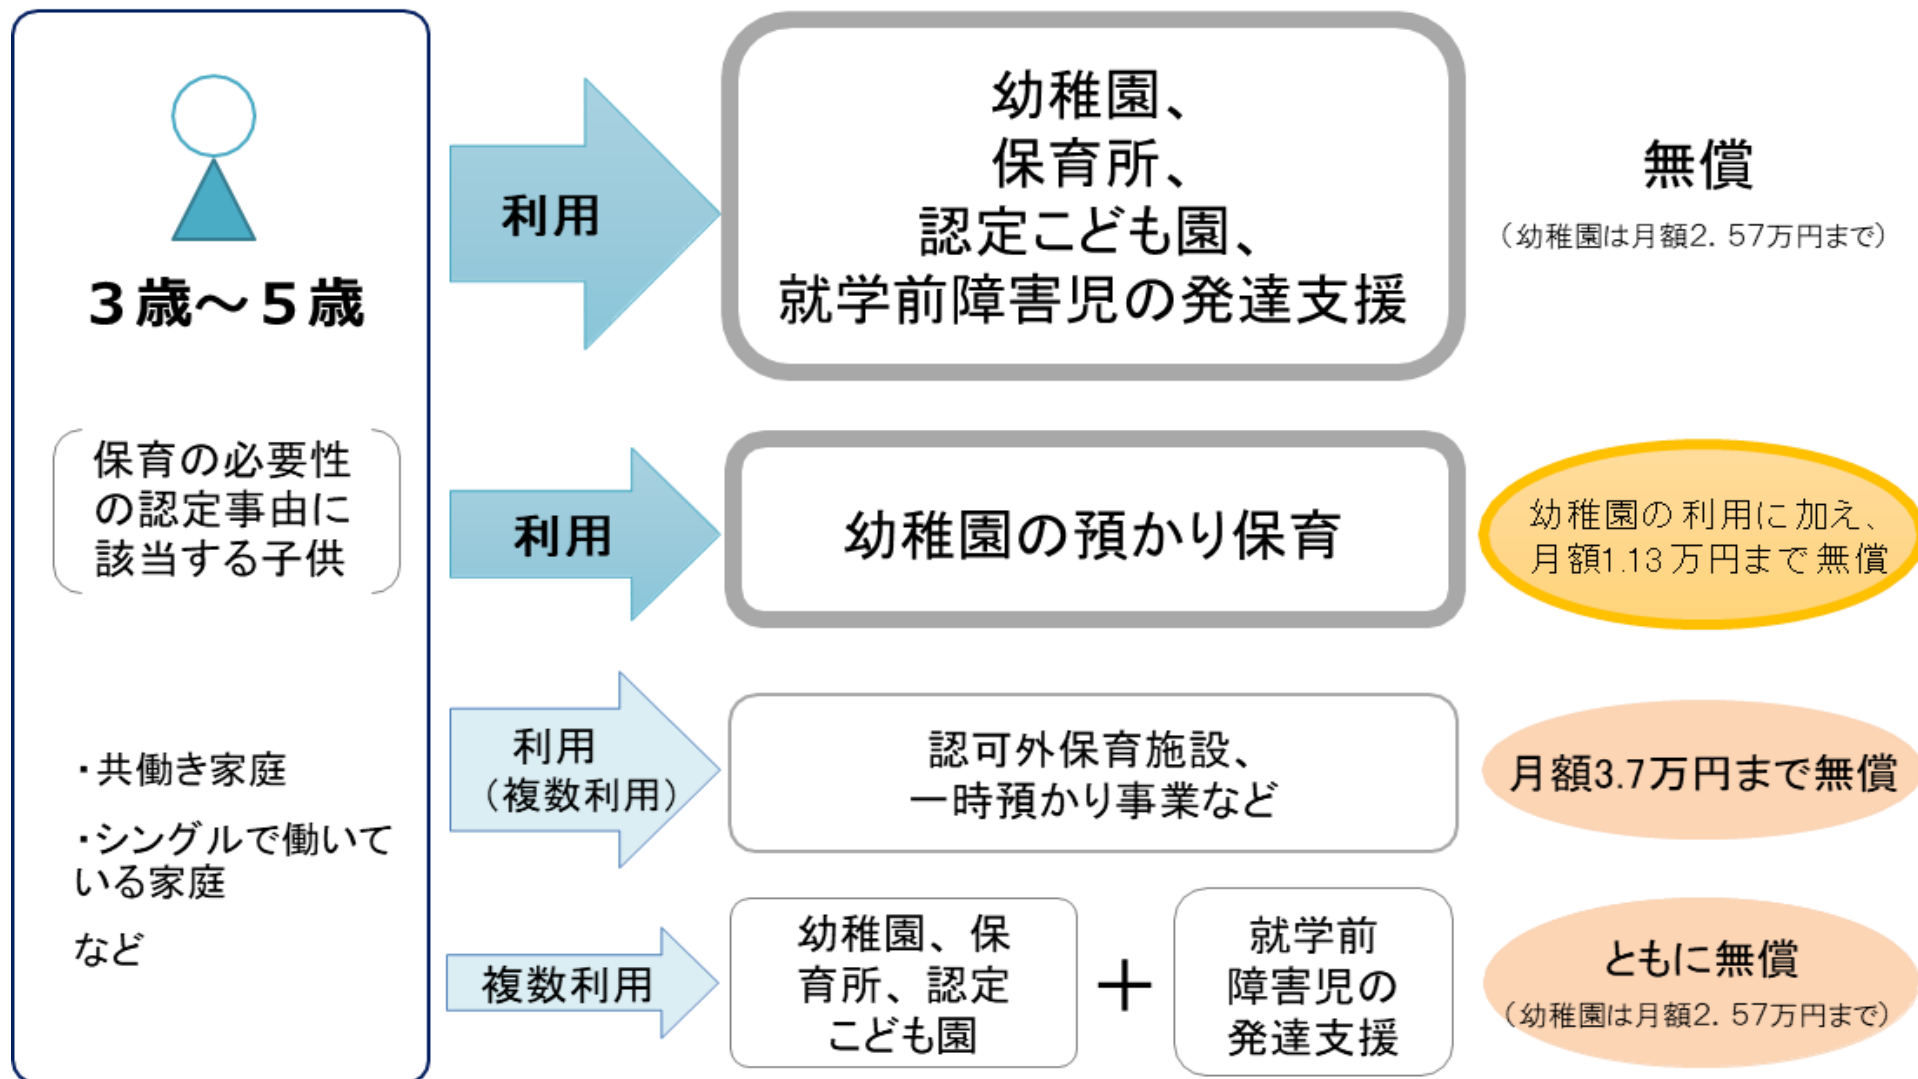 3歳～5歳
保育の必要性
の認定事由に
該当する子供
・共働き家庭
・シングルで働いて
いる家庭
など
利用
幼稚園、
保育所、
認定こども園、
就学前障害児の発達支援
無償
（幼稚園は月額2．57万円まで）
利用
幼稚園の預かり保育
幼稚園の利用に加え、
月額1.13万円まで無償
利用
（複数利用）
認可外保育施設、
一時預かり事業など
月額3.7万円まで無償
複数利用
幼稚園、保
育所、認定
こども園
＋
就学前
障害児の
発達支援
ともに無償
（幼稚園は月額2．57万円まで）